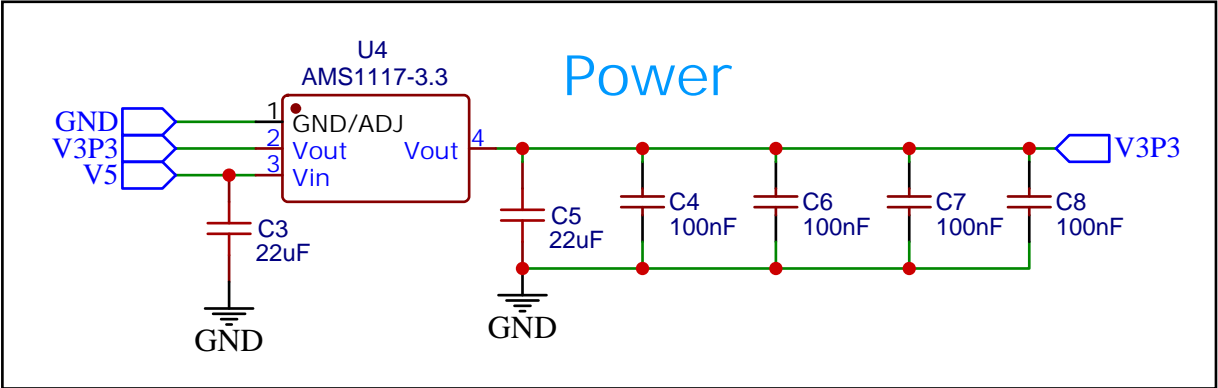 U4
AMS1117-3.3
Power
GND
1
GND/ADJ
V3P3
2
Vout
Vout
4
V3P3
V5
3
Vin
C3
22uF
GND
C5
22uF
GND
C4
100nF
C6
100nF
C7
100nF
C8
100nF